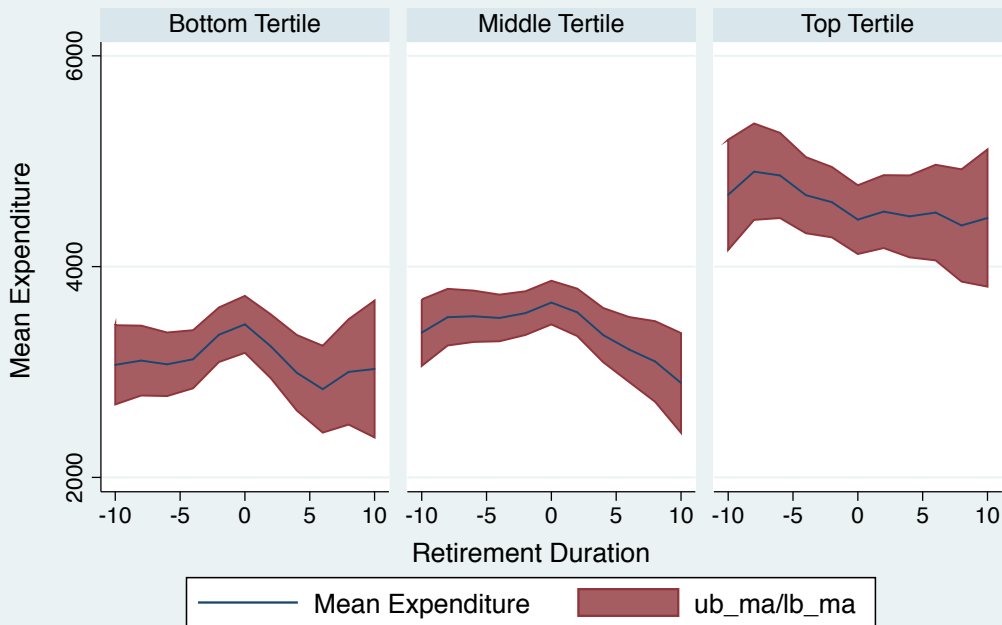 Bottom Tertile
Middle Tertile
Top Tertile
Mean Expenditure
6000
4000
2000
-10 -5 0 5 10
-10 -5 0 5 10
-10 -5 0 5 10
Retirement Duration
Mean Expenditure
ub_ma/lb_ma